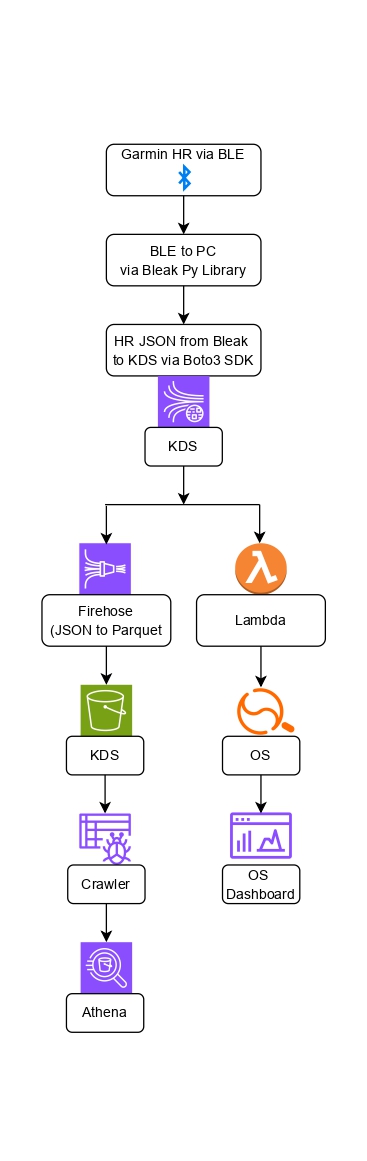 Garmin HR via BLE
BLE to PC
via Bleak Py Library
HR JSON from Bleak
to KDS via Boto3 SDK
KDS
Firehose
(JSON to Parquet
Lambda
KDS
OS
Crawler
OS
Dashboard
Athena